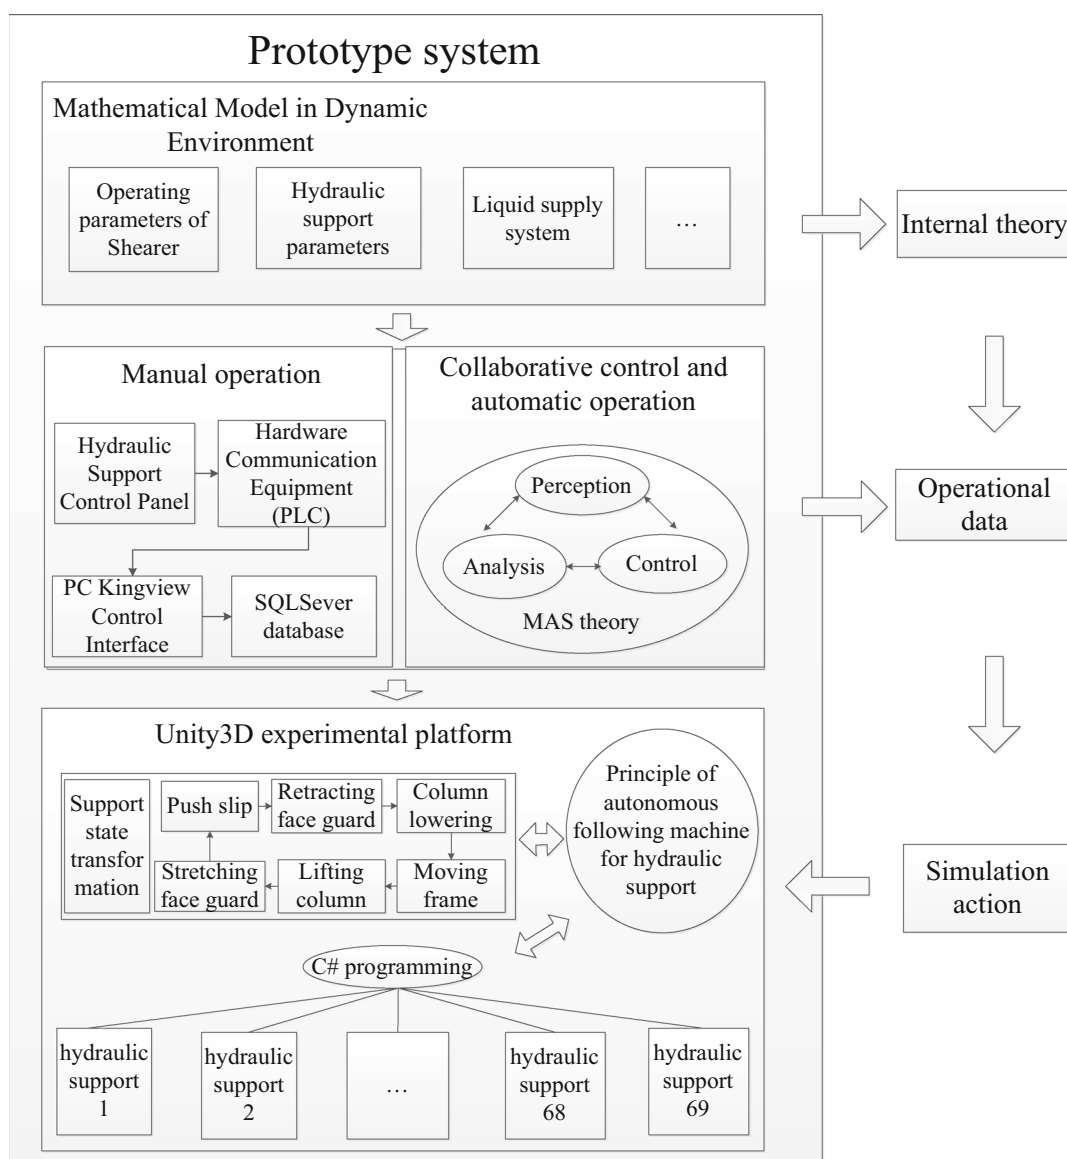 Prototype system
Mathematical Model in Dynamic
Environment
Operating
parameters of
Shearer
Hydraulic
support
parameters
Liquid supply
system
...
Internal theory
Manual operation
Hydraulic
Support
Control Panel
Hardware
Communication
Equipment
(PLC)
PC Kingview
Control
Interface
SQLSever
database
Collaborative control and
automatic operation
Perception
Analysis
Control
MAS theory
Operational
data
Unity3D experimental platform
Support
state
transfor
mation
Push slip
Retracting
face guard
Column
lowering
Stretching
face guard
Lifting
column
Moving
frame
Principle of
autonomous
following machine
for hydraulic
support
Simulation
action
C# programming
hydraulic
support
1
hydraulic
support
2
...
hydraulic
support
68
hydraulic
support
69